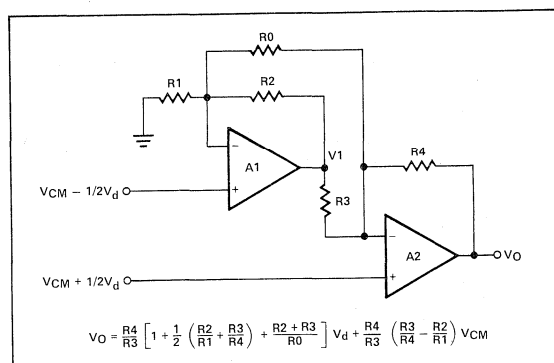 R0
R1
R2
V1
R4
A1
−
+
R3
VCM − 1/2Vd
A2
−
+
VO
VCM + 1/2Vd
VO = R4/R3 [1 + 1/2 (R2/R1 + R3/R4) + R2 + R3/R0] Vd + R4/R3 (R3/R4 − R2/R1) VCM